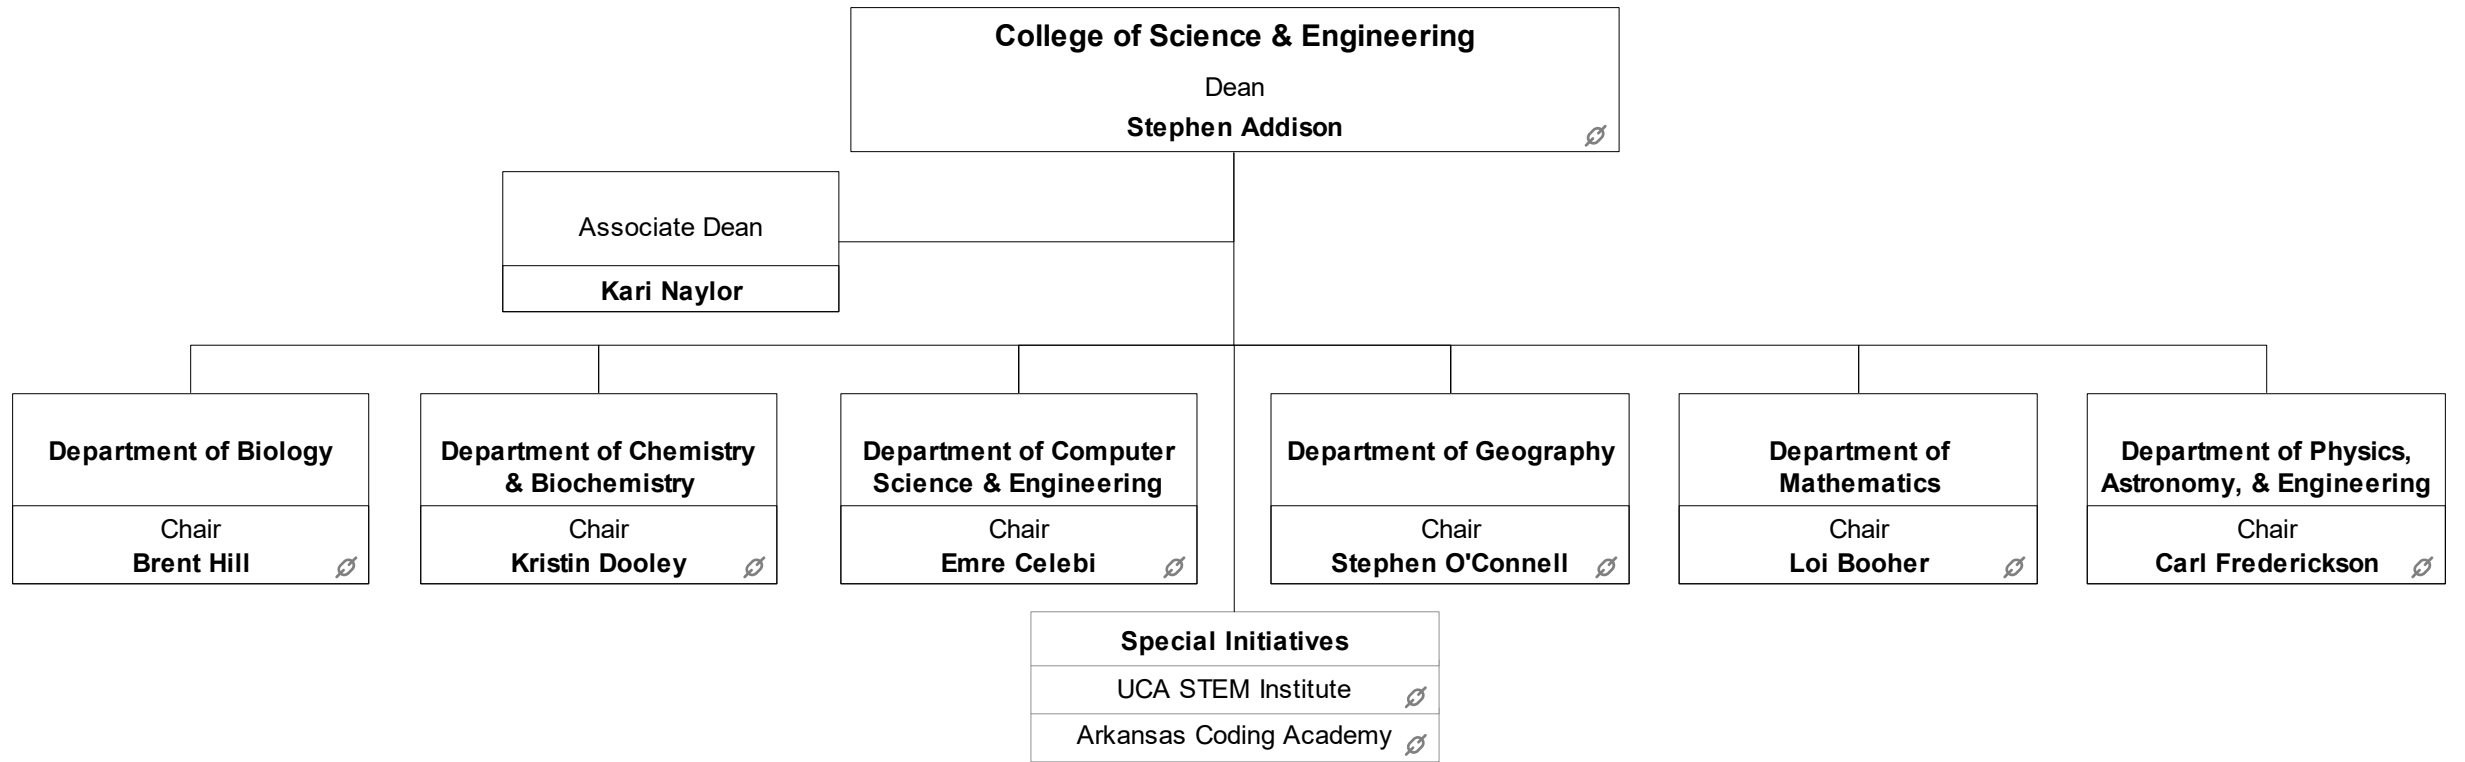 College of Science & Engineering
Dean
Stephen Addison
Associate Dean
Kari Naylor
Department of Biology
Chair
Brent Hill
Department of Chemistry
& Biochemistry
Chair
Kristin Dooley
Department of Computer
Science & Engineering
Chair
Emre Celebi
Department of Geography
Chair
Stephen O'Connell
Department of
Mathematics
Chair
Loi Booher
Department of Physics,
Astronomy, & Engineering
Chair
Carl Frederickson
Special Initiatives
UCA STEM Institute
Arkansas Coding Academy